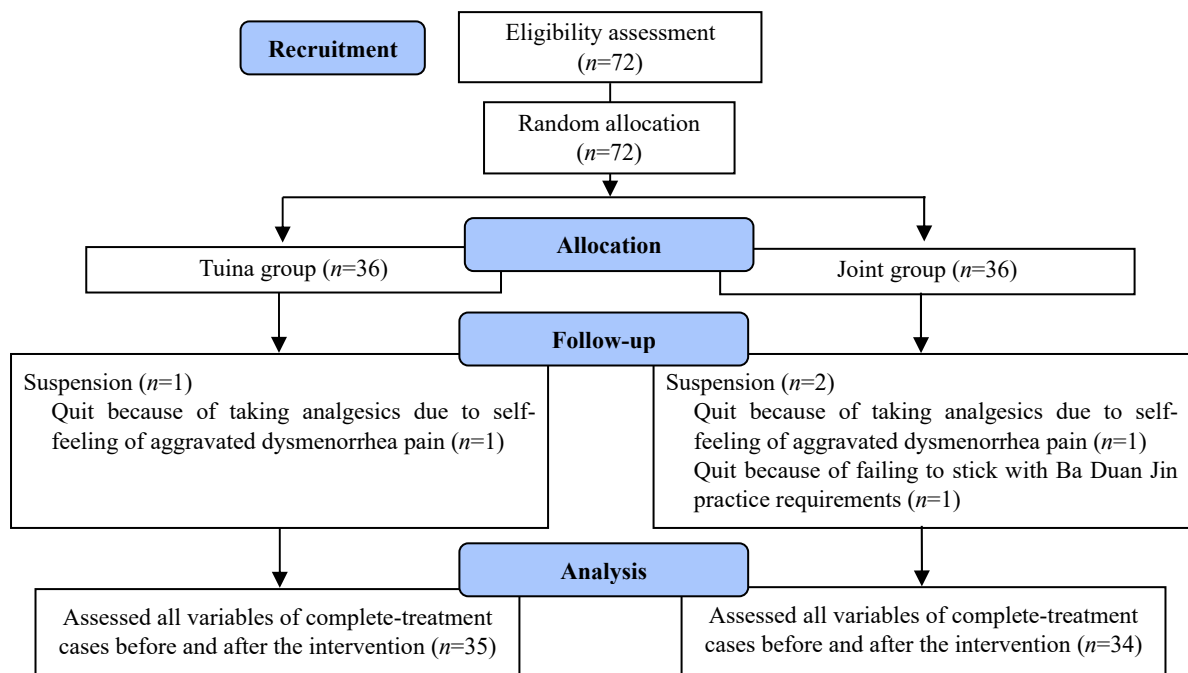 Recruitment
Eligibility assessment
(n=72)
Random allocation
(n=72)
Allocation
Tuina group (n=36)
Joint group (n=36)
Follow-up
Suspension (n=1)
Quit because of taking analgesics due to self-
feeling of aggravated dysmenorrhea pain (n=1)
Suspension (n=2)
Quit because of taking analgesics due to self-
feeling of aggravated dysmenorrhea pain (n=1)
Quit because of failing to stick with Ba Duan Jin
practice requirements (n=1)
Analysis
Assessed all variables of complete-treatment
cases before and after the intervention (n=35)
Assessed all variables of complete-treatment
cases before and after the intervention (n=34)